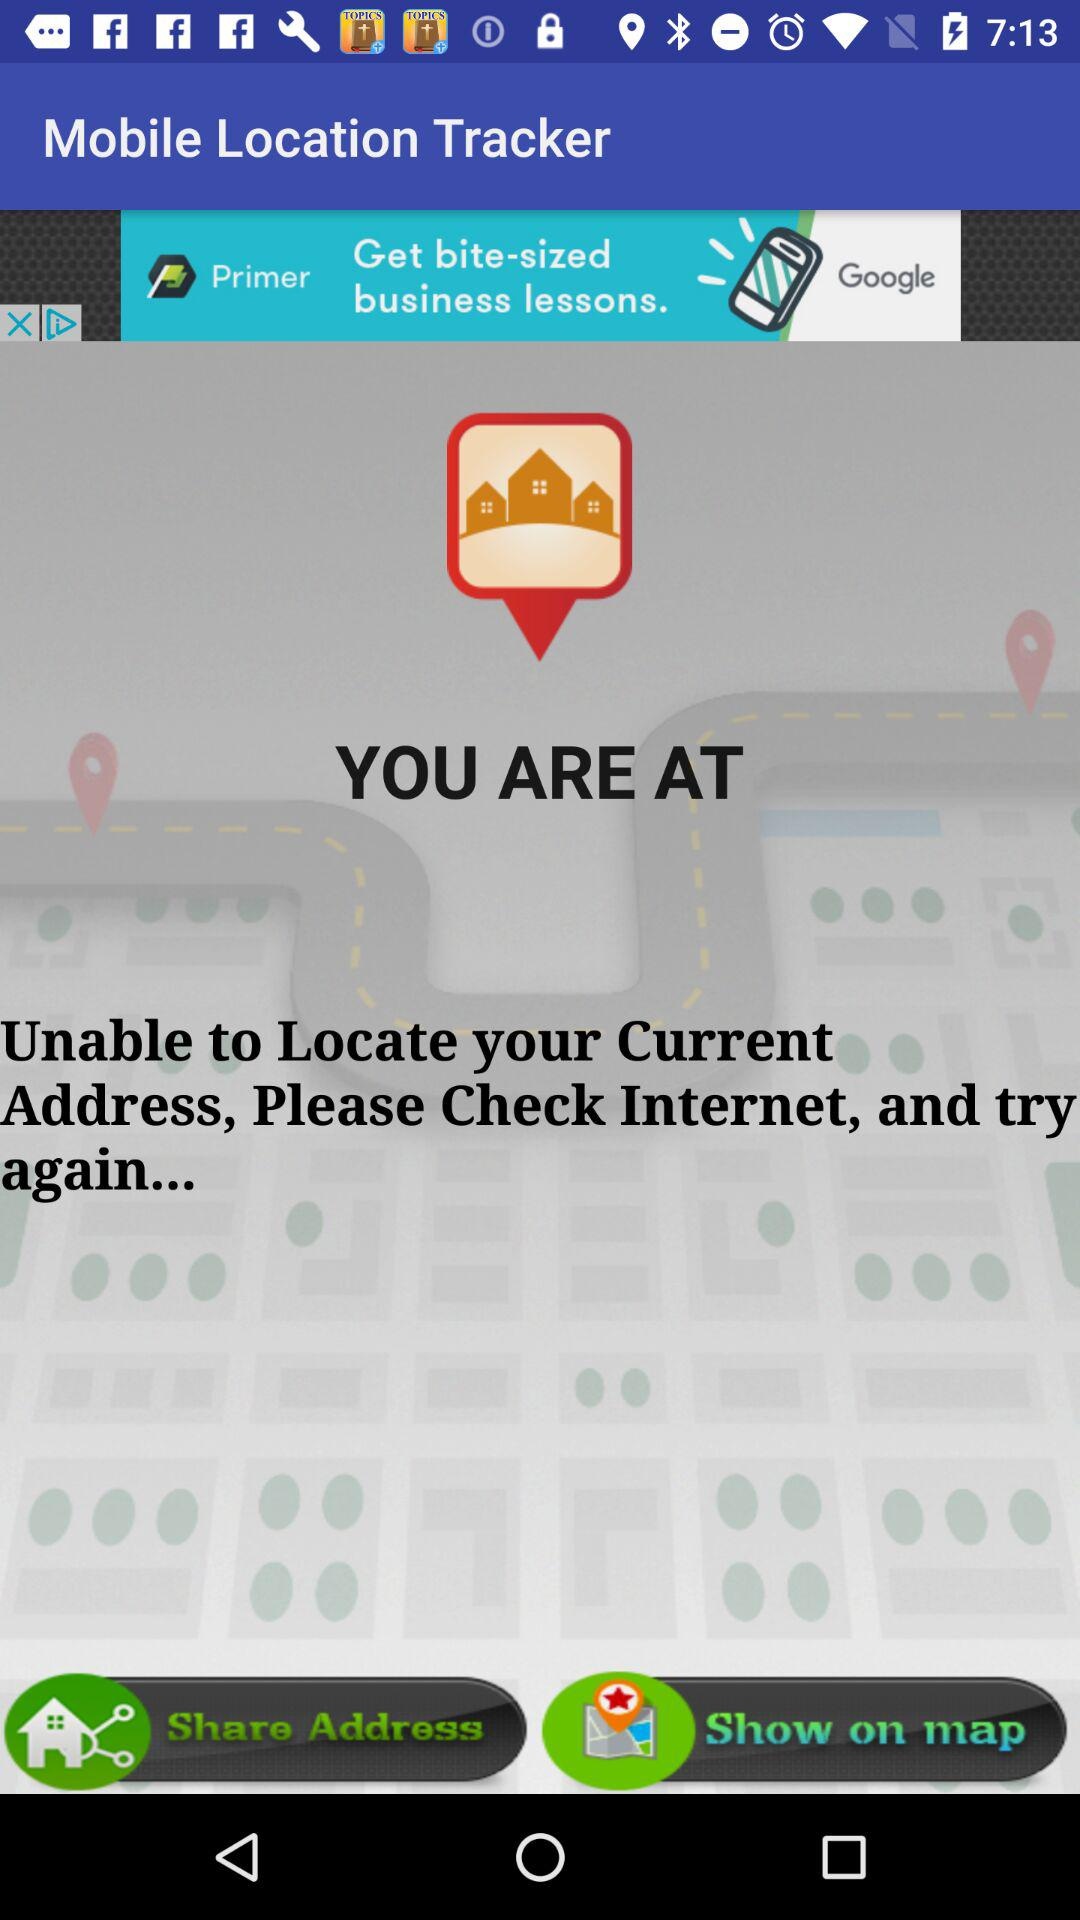 TOPICS TOPICS 7:13
Mobile Location Tracker
Primer Get bite-sized business lessons. Google
YOU ARE AT
Unable to Locate your Current
Address, Please Check Internet, and try
again...
Share Address Show on map